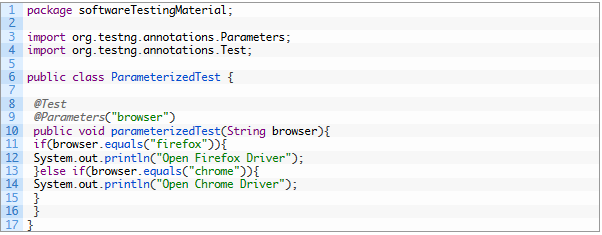 1 package softwareTestingMaterial;
2
3 import org.testng.annotations.Parameters;
4 import org.testng.annotations.Test;
5
6 public class ParameterizedTest {
7
8 @Test
9 @Parameters("browser")
10 public void parameterizedTest(String browser){
11 if(browser.equals("firefox")){
12 System.out.println("Open Firefox Driver");
13 }else if(browser.equals("chrome")){
14 System.out.println("Open Chrome Driver");
15 }
16 }
17 }